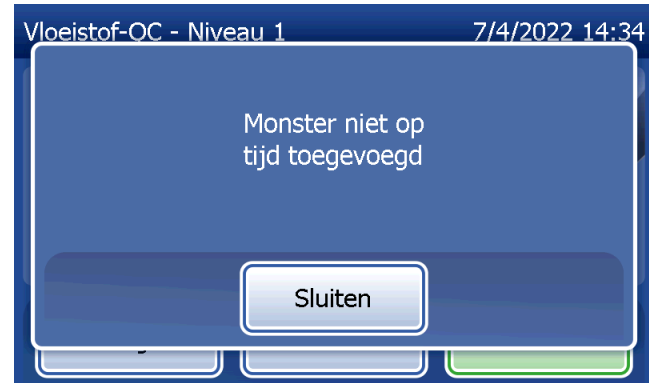 Vloeistof-QC - Niveau 1 7/4/2022 14:34
Monster niet op
tijd toegevoegd
Sluiten